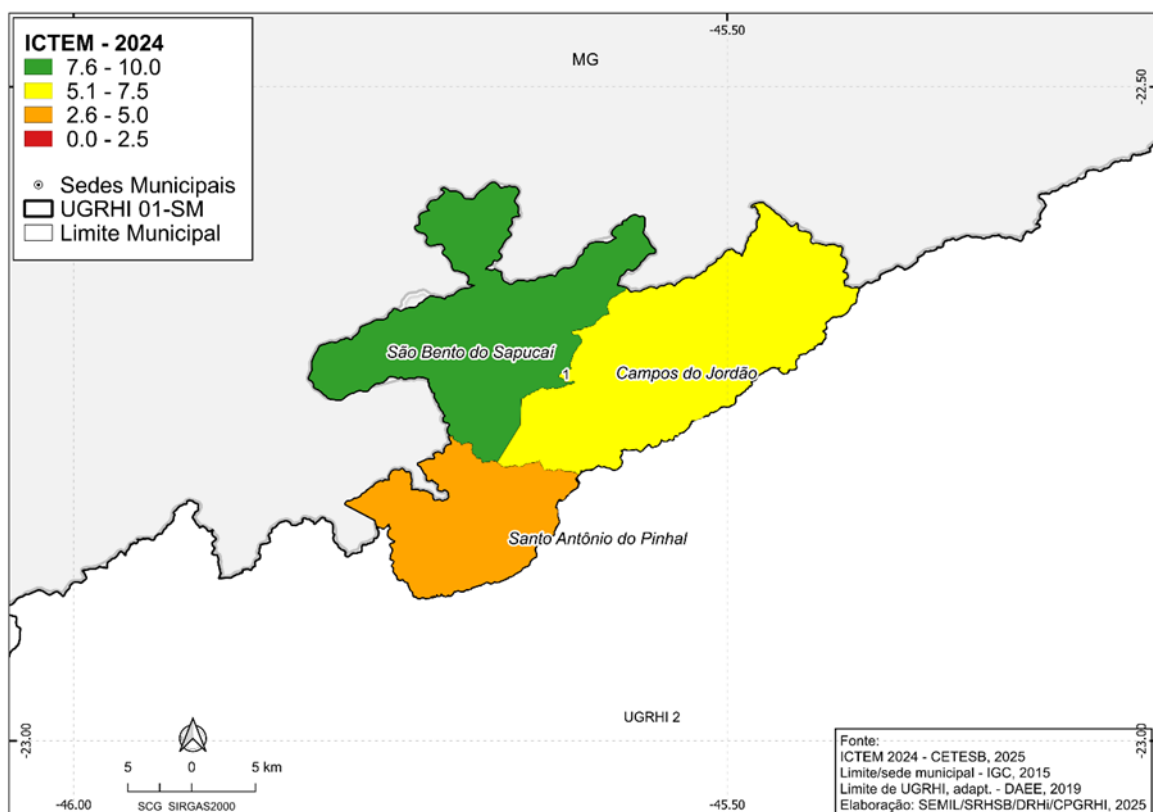 ICTEM - 2024
7.6 - 10.0
5.1 - 7.5
2.6 - 5.0
0.0 - 2.5
Sedes Municipais
UGRHI 01-SM
Limite Municipal
-45.50
MG
-22.50
São Bento do Sapucaí
1
Campos do Jordão
Santo Antônio do Pinhal
UGRHI 2
-23.00
-23.00
5 0 5 km
SCG_SIRGAS2000
-46.00
-45.50
Fonte:
ICTEM 2024 - CETESB, 2025
Limite/sede municipal - IGC, 2015
Limite de UGRHI, adapt. - DAEE, 2019
Elaboração: SEMIL/SRHSB/DRHi/CPGRHI, 2025